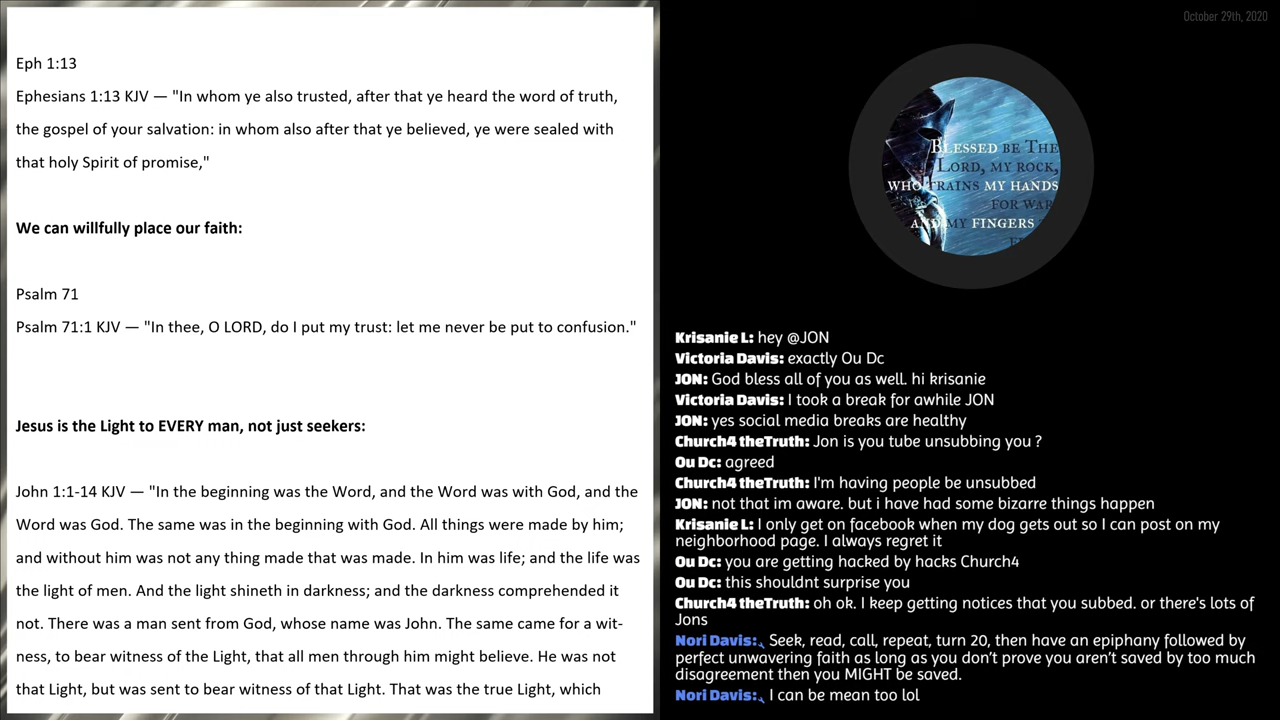 Eph 1:13
Ephesians 1:13 KJV — "In whom ye also trusted, after that ye heard the word of truth,
the gospel of your salvation: in whom also after that ye believed, ye were sealed with
that holy Spirit of promise,"
We can willfully place our faith:
Psalm 71
Psalm 71:1 KJV — "In thee, O LORD, do I put my trust: let me never be put to confusion."
Jesus is the Light to EVERY man, not just seekers:
John 1:1-14 KJV — "In the beginning was the Word, and the Word was with God, and the
Word was God. The same was in the beginning with God. All things were made by him;
and without him was not any thing made that was made. In him was life; and the life was
the light of men. And the light shineth in darkness; and the darkness comprehended it
not. There was a man sent from God, whose name was John. The same came for a wit-
ness, to bear witness of the Light, that all men through him might believe. He was not
that Light, but was sent to bear witness of that Light. That was the true Light, which
October 29th, 2020
BLESSED BE THE
LORD, MY ROCK,
WHO TRAINS MY HANDS
FOR WAR
AND MY FINGERS
Krisanie L: hey @JON
Victoria Davis: exactly Ou Dc
JON: God bless all of you as well. hi krisanie
Victoria Davis: I took a break for awhile JON
JON: yes social media breaks are healthy
Church4 theTruth: Jon is you tube unsubbing you ?
Ou Dc: agreed
Church4 theTruth: I'm having people be unsubbed
JON: not that im aware. but i have had some bizarre things happen
Krisanie L: I only get on facebook when my dog gets out so I can post on my
neighborhood page. I always regret it
Ou Dc: you are getting hacked by hacks Church4
Ou Dc: this shouldnt surprise you
Church4 theTruth: oh ok. I keep getting notices that you subbed. or there's lots of
Jons
Nori Davis: Seek, read, call, repeat, turn 20, then have an epiphany followed by
perfect unwavering faith as long as you don't prove you aren't saved by too much
disagreement then you MIGHT be saved.
Nori Davis: I can be mean too lol